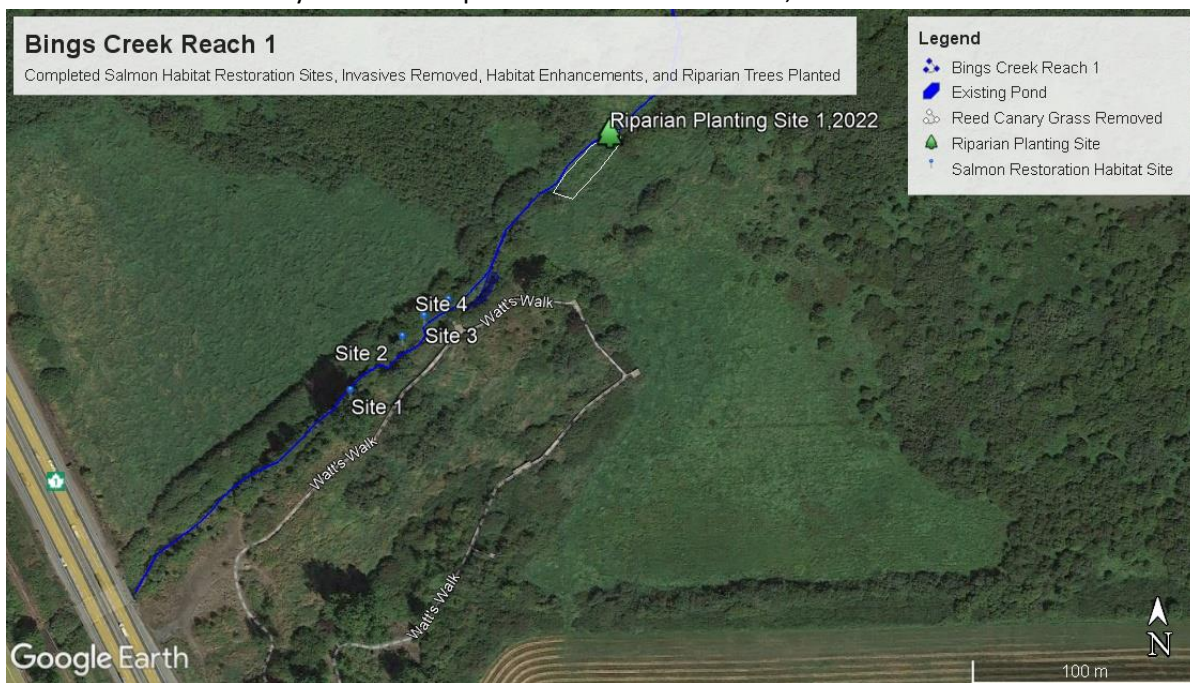 Bings Creek Reach 1
Completed Salmon Habitat Restoration Sites, Invasives Removed, Habitat Enhancements, and Riparian Trees Planted
Legend
Bings Creek Reach 1
Existing Pond
Reed Canary Grass Removed
Riparian Planting Site
Salmon Restoration Habitat Site
Riparian Planting Site 1,2022
Site 4
Watt's Walk
Site 3
Site 2
Site 1
Watt's Walk
1
Watt's Walk
Google Earth
N
100 m